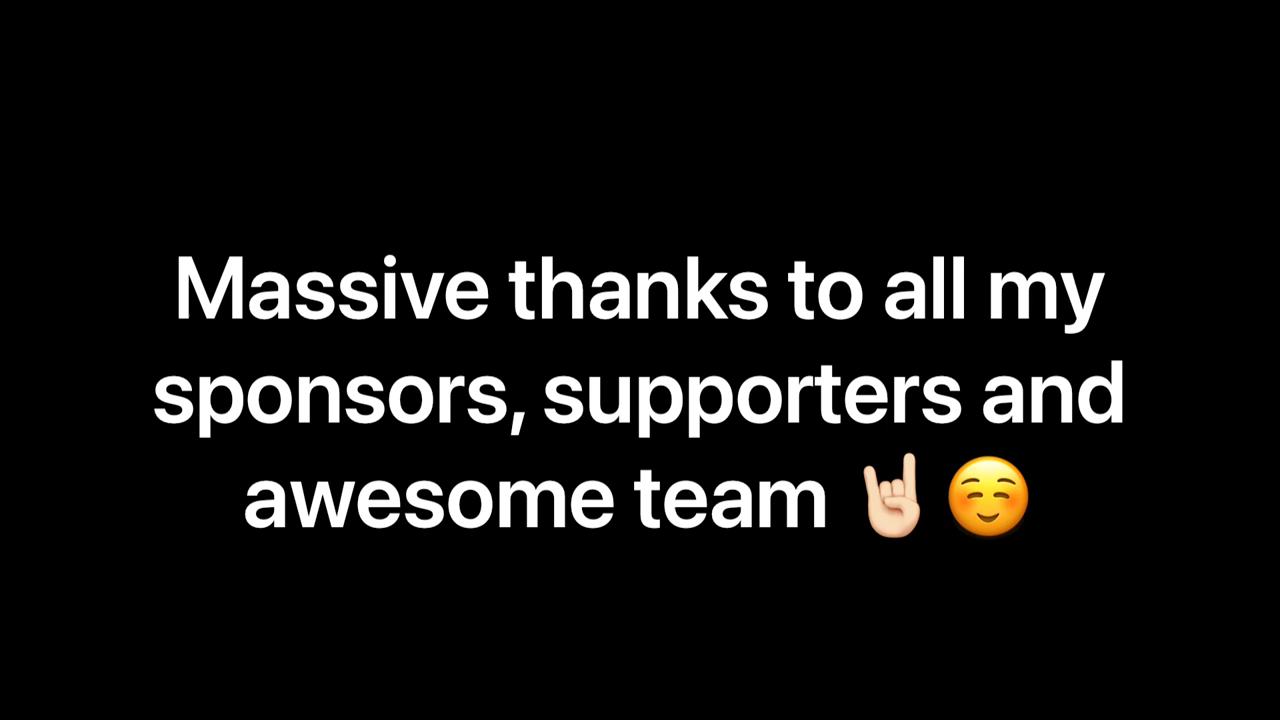 Massive thanks to all my
sponsors, supporters and
awesome team 🤘🏻☺️